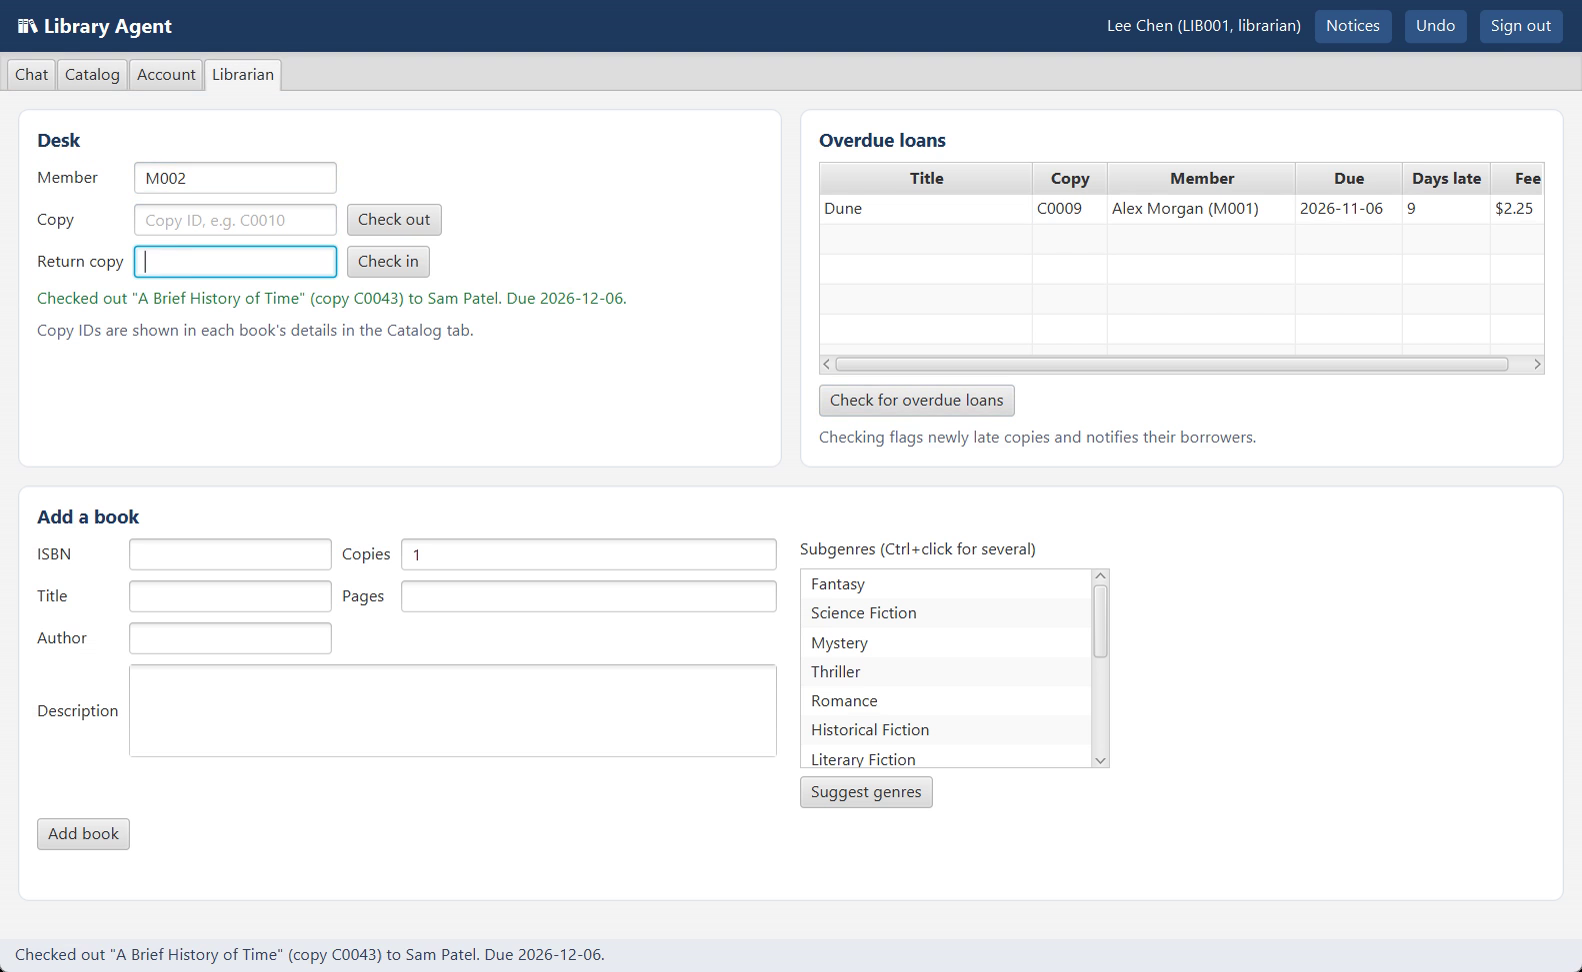 Library Agent
Lee Chen (LIB001, librarian)
Notices
Undo
Sign out
Chat
Catalog
Account
Librarian
Desk
Member
M002
Copy
Copy ID, e.g. C0010
Check out
Return copy
Check in
Checked out "A Brief History of Time" (copy C0043) to Sam Patel. Due 2026-12-06.
Copy IDs are shown in each book's details in the Catalog tab.
Overdue loans
Title Copy Member Due Days late Fee
Dune C0009 Alex Morgan (M001) 2026-11-06 9 $2.25
Check for overdue loans
Checking flags newly late copies and notifies their borrowers.
Add a book
ISBN
Copies
1
Title
Pages
Author
Description
Subgenres (Ctrl+click for several)
Fantasy
Science Fiction
Mystery
Thriller
Romance
Historical Fiction
Literary Fiction
Suggest genres
Add book
Checked out "A Brief History of Time" (copy C0043) to Sam Patel. Due 2026-12-06.